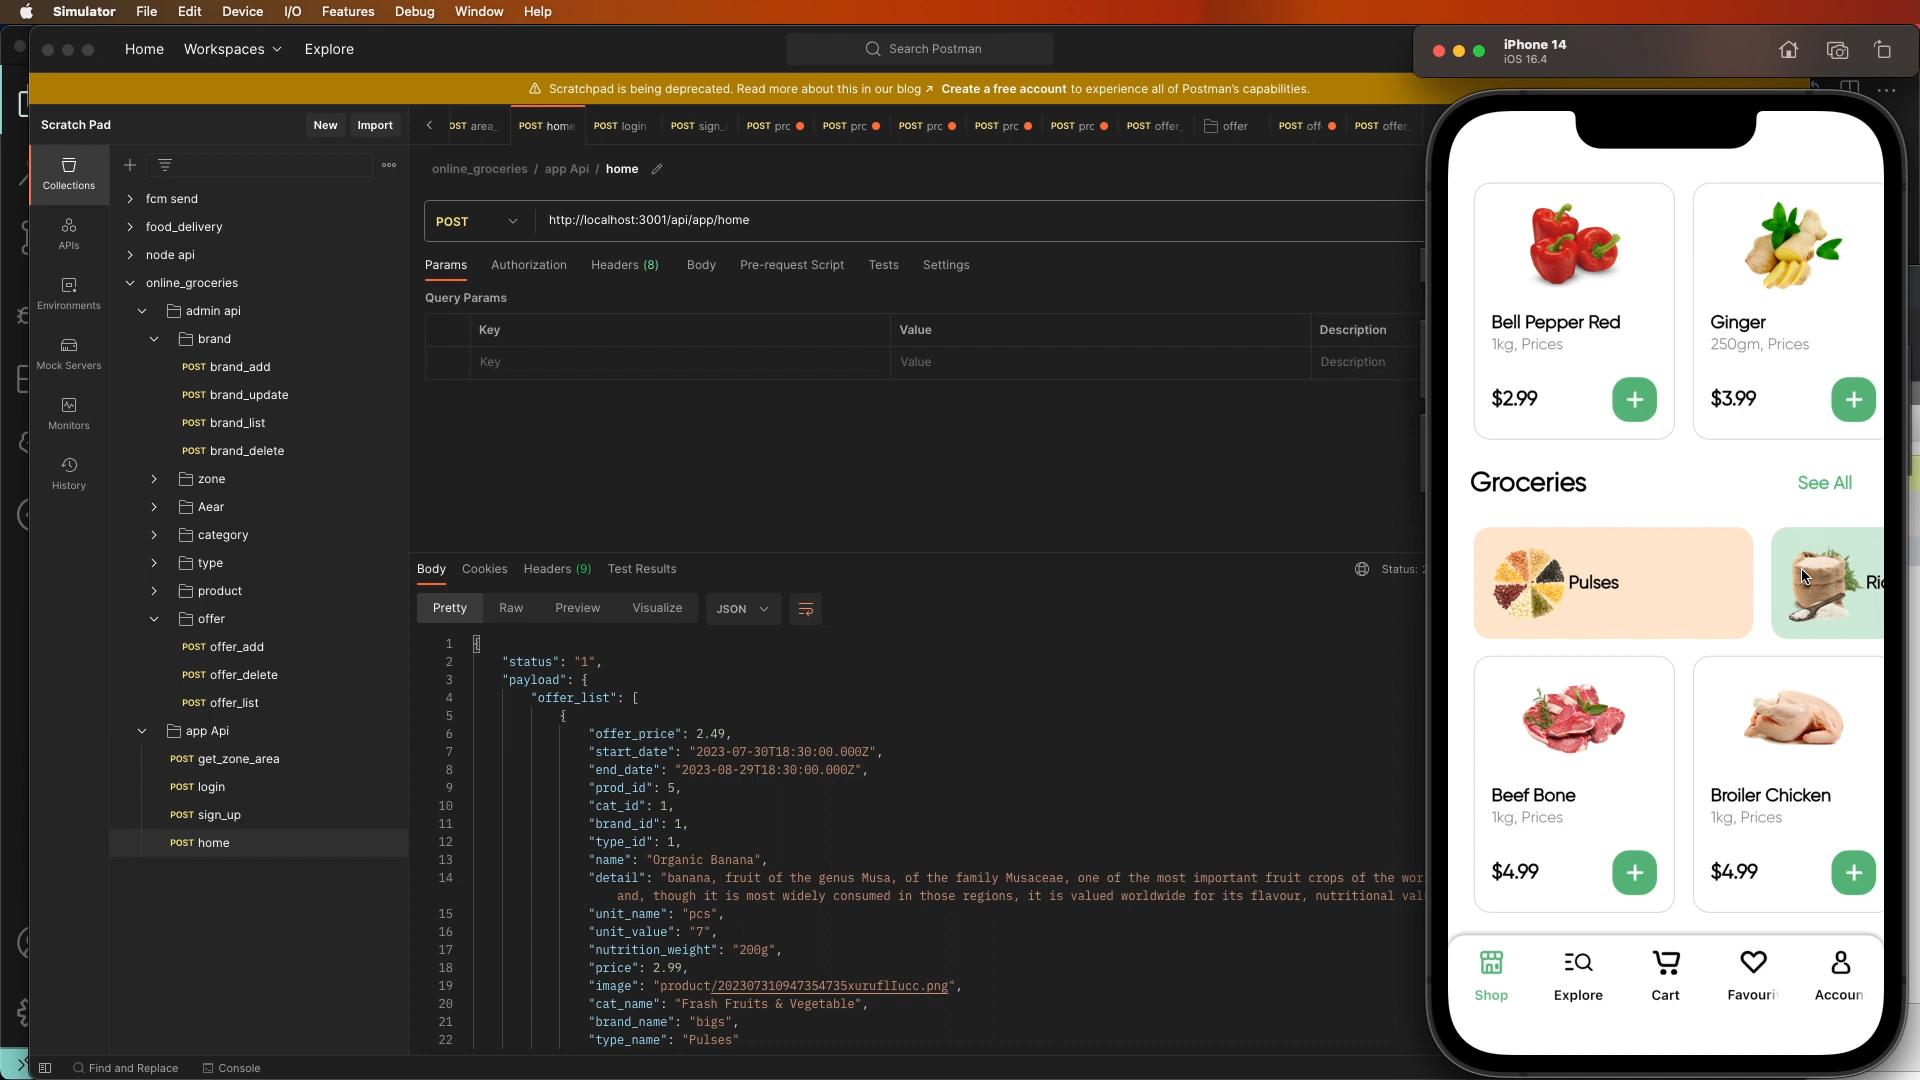 Simulator File Edit Device I/O Features Debug Window Help
Home Workspaces Explore
Search Postman
iPhone 14
iOS 16.4
Scratchpad is being deprecated. Read more about this in our blog ↗ Create a free account to experience all of Postman's capabilities.
Scratch Pad
New Import
OST area_ POST home POST login POST sign_ POST prc POST prc POST prc POST prc POST prc POST offer_ offer POST off POST offer_
Collections
APIs
Environments
Mock Servers
Monitors
History
fcm send
food_delivery
node api
online_groceries
admin api
brand
POST brand_add
POST brand_update
POST brand_list
POST brand_delete
zone
Aear
category
type
product
offer
POST offer_add
POST offer_delete
POST offer_list
app Api
POST get_zone_area
POST login
POST sign_up
POST home
online_groceries / app Api / home
POST http://localhost:3001/api/app/home
Params Authorization Headers (8) Body Pre-request Script Tests Settings
Query Params
Key Value Description
Key Value Description
Body Cookies Headers (9) Test Results
Status: 2
Pretty Raw Preview Visualize JSON
1 {
2 "status": "1",
3 "payload": {
4 "offer_list": [
5 {
6 "offer_price": 2.49,
7 "start_date": "2023-07-30T18:30:00.000Z",
8 "end_date": "2023-08-29T18:30:00.000Z",
9 "prod_id": 5,
10 "cat_id": 1,
11 "brand_id": 1,
12 "type_id": 1,
13 "name": "Organic Banana",
14 "detail": "banana, fruit of the genus Musa, of the family Musaceae, one of the most important fruit crops of the wor
and, though it is most widely consumed in those regions, it is valued worldwide for its flavour, nutritional val
15 "unit_name": "pcs",
16 "unit_value": "7",
17 "nutrition_weight": "200g",
18 "price": 2.99,
19 "image": "product/202307310947354735xuruflIucc.png",
20 "cat_name": "Frash Fruits & Vegetable",
21 "brand_name": "bigs",
22 "type_name": "Pulses"
Find and Replace Console
Bell Pepper Red
1kg, Prices
$2.99
Ginger
250gm, Prices
$3.99
Groceries See All
Pulses
Ric
Beef Bone
1kg, Prices
$4.99
Broiler Chicken
1kg, Prices
$4.99
Shop Explore Cart Favouri Accoun